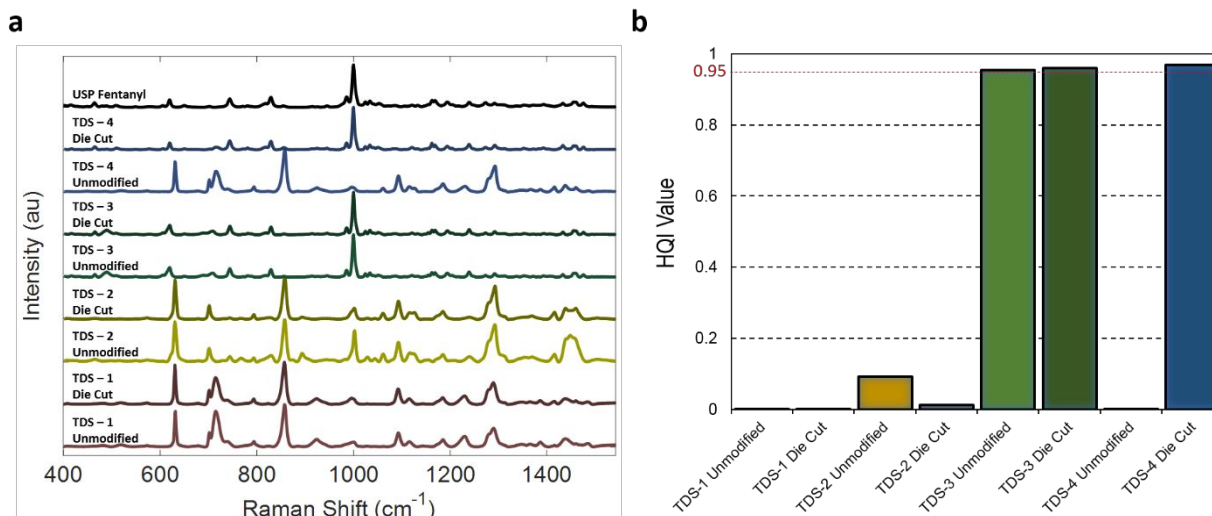 a
USP Fentanyl
TDS – 4
Die Cut
TDS – 4
Unmodified
TDS – 3
Die Cut
TDS – 3
Unmodified
TDS – 2
Die Cut
TDS – 2
Unmodified
TDS – 1
Die Cut
TDS – 1
Unmodified
Intensity (au)
400 600 800 1000 1200 1400
Raman Shift (cm-1)
b
1
0.95
0.8
0.6
0.4
0.2
0
HQI Value
TDS-1 Unmodified
TDS-1 Die Cut
TDS-2 Unmodified
TDS-2 Die Cut
TDS-3 Unmodified
TDS-3 Die Cut
TDS-4 Unmodified
TDS-4 Die Cut